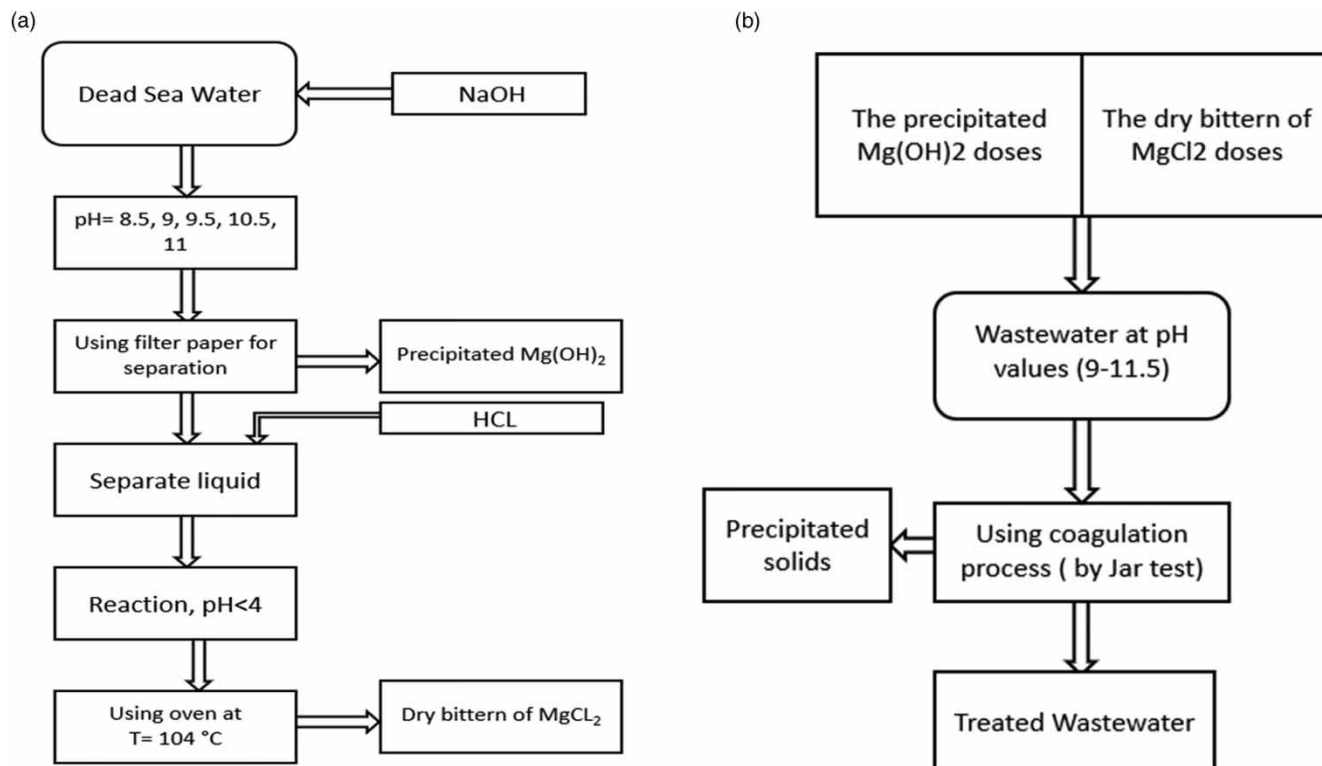 (a)
Dead Sea Water
NaOH
pH= 8.5, 9, 9.5, 10.5,
11
Using filter paper for
separation
Precipitated Mg(OH)₂
HCL
Separate liquid
Reaction, pH<4
Using oven at
T= 104 °C
Dry bittern of MgCL₂
(b)
The precipitated
Mg(OH)2 doses
The dry bittern of
MgCl2 doses
Wastewater at pH
values (9-11.5)
Using coagulation
process ( by Jar test)
Precipitated
solids
Treated Wastewater